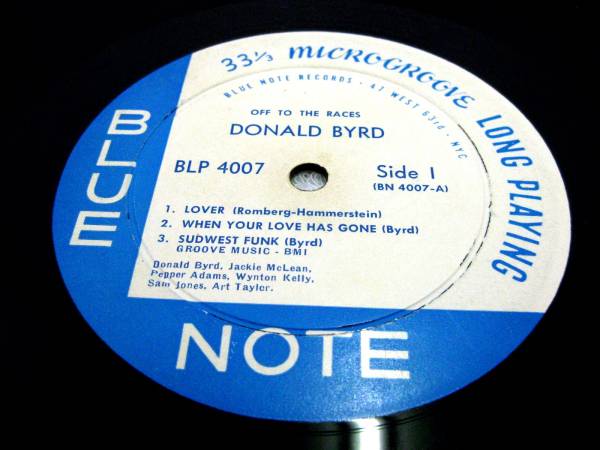 33⅓ MICROGROOVE LONG PLAYING
BLUE NOTE RECORDS · 47 WEST 63rd · NYC
OFF TO THE RACES
DONALD BYRD
BLP 4007
Side 1
(BN 4007-A)
1. LOVER (Romberg-Hammerstein)
2. WHEN YOUR LOVE HAS GONE (Byrd)
3. SUDWEST FUNK (Byrd)
GROOVE MUSIC - BMI
Donald Byrd, Jackie McLean,
Pepper Adams, Wynton Kelly,
Sam Jones, Art Taylor.
BLUE
NOTE